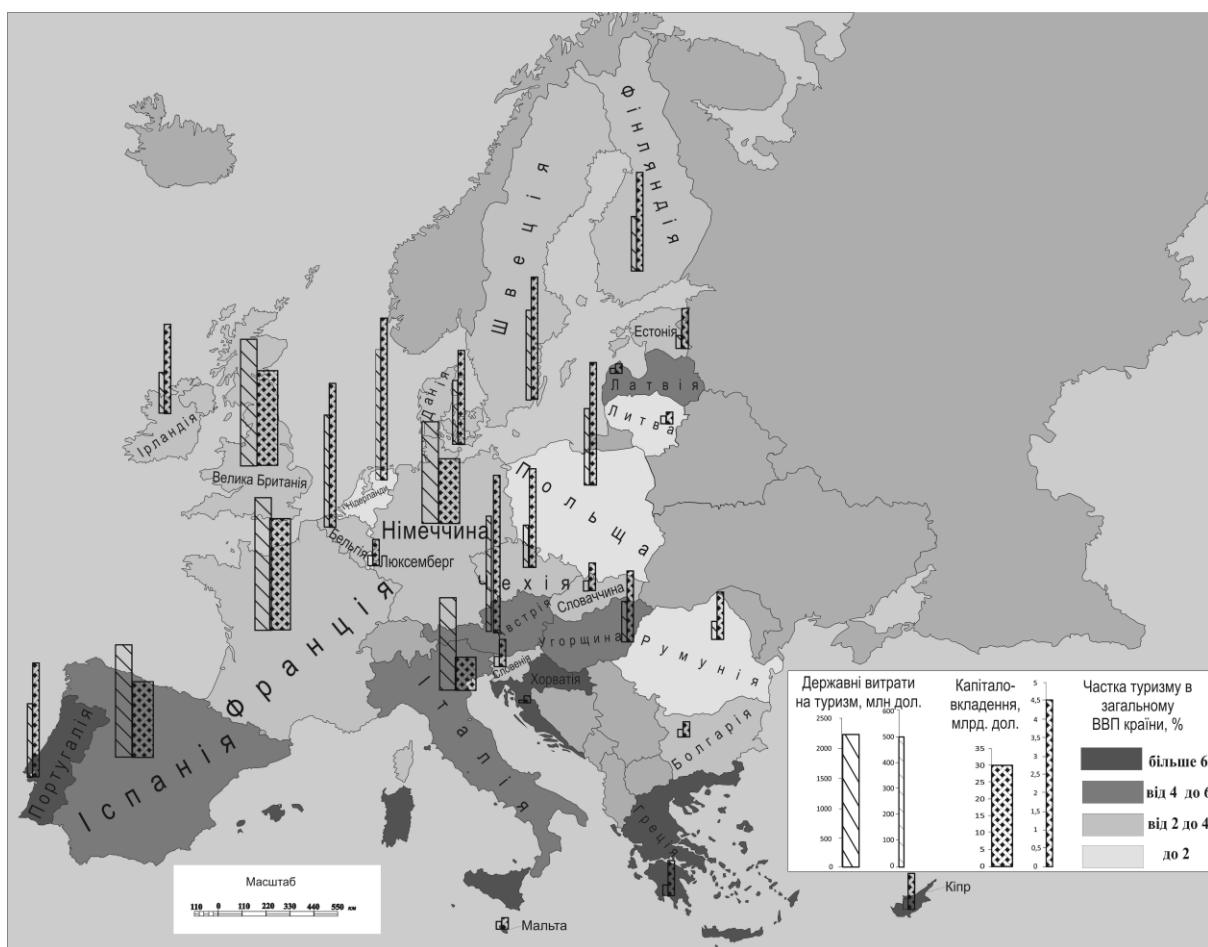 Фінляндія
Швеція
Естонія
Латвія
Литва
Данія
Ірландія
Велика Британія
Нідерланди
Польща
Німеччина
Бельгія
Люксемберг
Чехія
Словаччина
Австрія
Угорщина
Румунія
Словенія
Хорватія
Франція
Італія
Болгарія
Португалія
Іспанія
Греція
Мальта
Кіпр
Державні витрати
на туризм, млн дол.
2500
2000
1500
1000
500
0
600
500
400
300
200
100
0
Капітало-
вкладення,
млрд. дол.
35
30
25
20
15
10
5
0
5
4,5
4
3,5
3
2,5
2
1,5
1
0,5
0
Частка туризму в
загальному
ВВП країни, %
більше 6
від 4 до 6
від 2 до 4
до 2
Масштаб
110 0 110 220 330 440 550 км